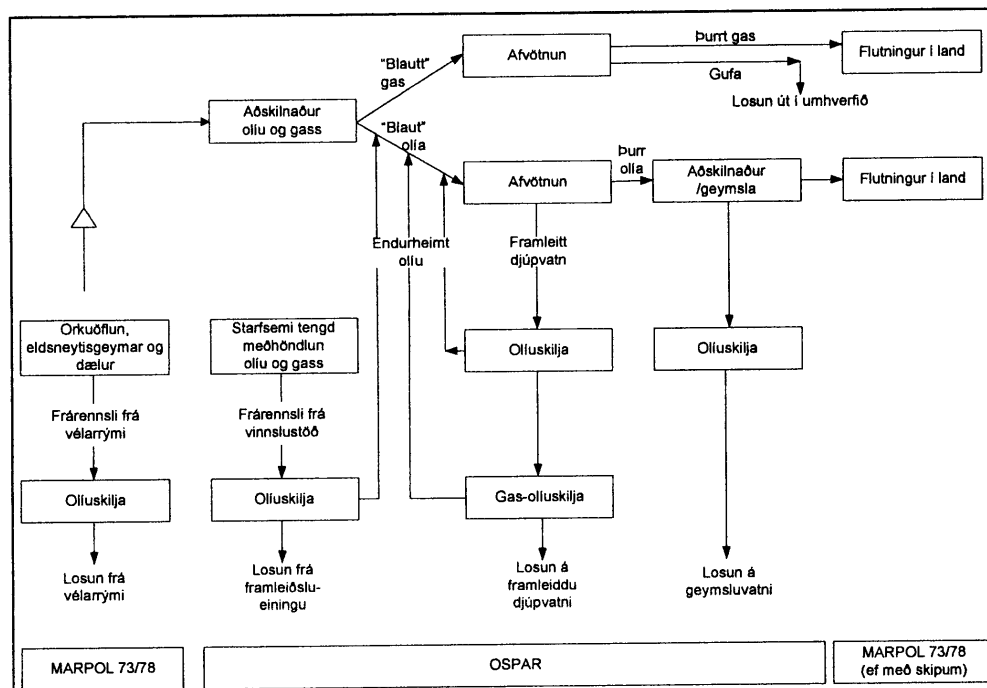 "Blautt"
gas
Afvötnun
Þurrt gas
Gufa
Flutningur í land
Losun út í umhverfið
Aðskilnaður
olíu og gass
"Blaut"
olía
Afvötnun
Þurr
olía
Aðskilnaður
/geymsla
Flutningur í land
Endurheimt
olíu
Framleitt
djúpvatn
Orkuöflun,
eldsneytisgeymar og
dælur
Starfsemi tengd
meðhöndlun
olíu og gass
Olíuskilja
Olíuskilja
Frárennsli frá
vélarrými
Frárennsli frá
vinnslustöð
Olíuskilja
Olíuskilja
Gas-olíuskilja
Losun frá
vélarrými
Losun frá
framleiðslu-
einingu
Losun á
framleiddu
djúpvatni
Losun á
geymsluvatni
MARPOL 73/78
OSPAR
MARPOL 73/78
(ef með skipum)